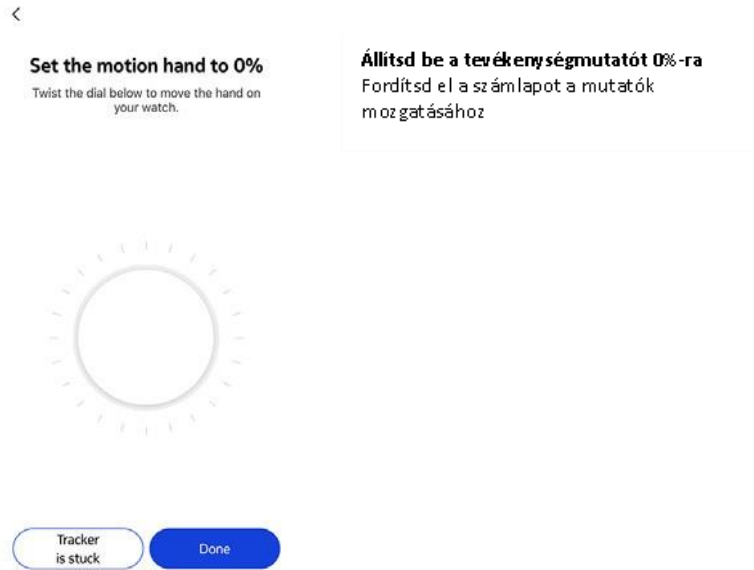 Set the motion hand to 0%
Twist the dial below to move the hand on
your watch.
Állítsd be a tevékenységmutatót 0%-ra
Fordítsd el a számlapot a mutatók
mozgatásához
Tracker
is stuck
Done